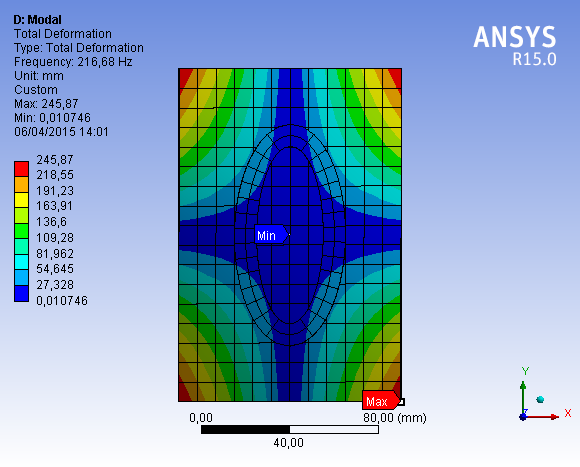 D: Modal
Total Deformation
Type: Total Deformation
Frequency: 216,68 Hz
Unit: mm
Custom
Max: 245,87
Min: 0,010746
06/04/2015 14:01
ANSYS
R15.0
245,87
218,55
191,23
163,91
136,6
109,28
81,962
54,645
27,328
0,010746
Min
Max
0,00
80,00 (mm)
40,00
Y
Z
X